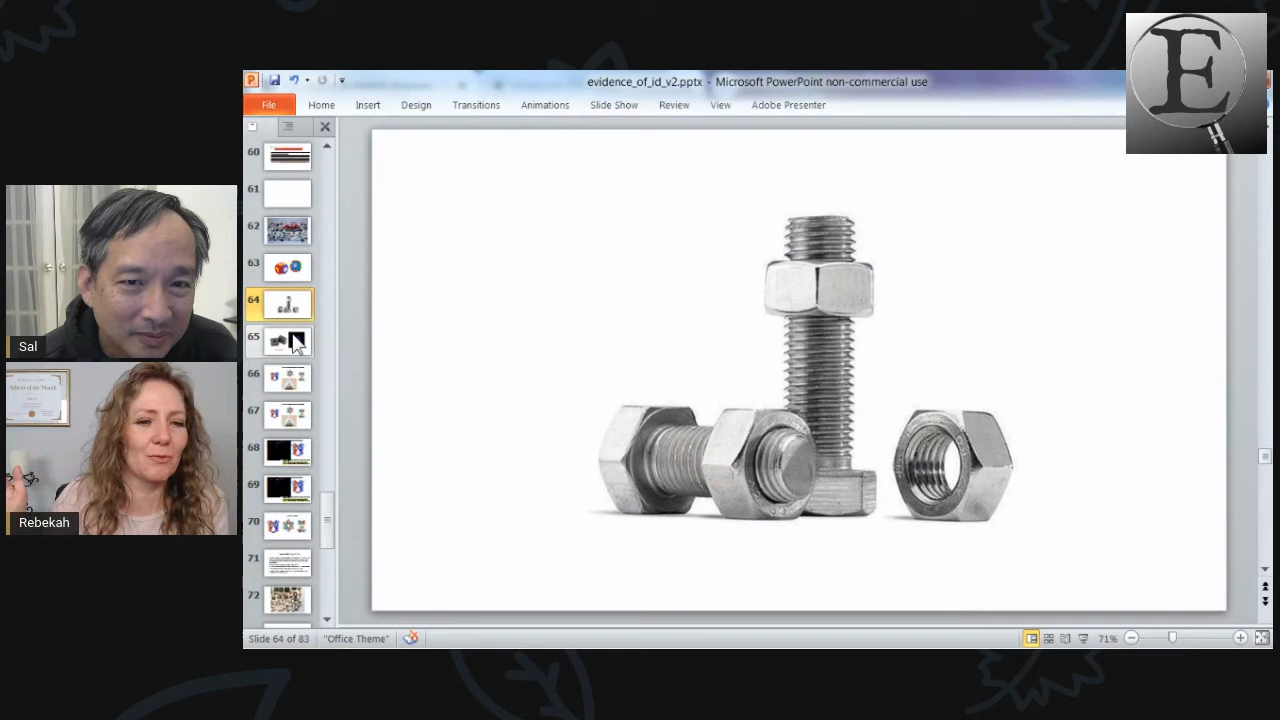 E
evidence_of_id_v2.pptx - Microsoft PowerPoint non-commercial use
File Home Insert Design Transitions Animations Slide Show Review View Adobe Presenter
60
61
62
63
64
65
66
67
68
69
70
71
72
Sal
Rebekah
Slide 64 of 83 "Office Theme" 71%